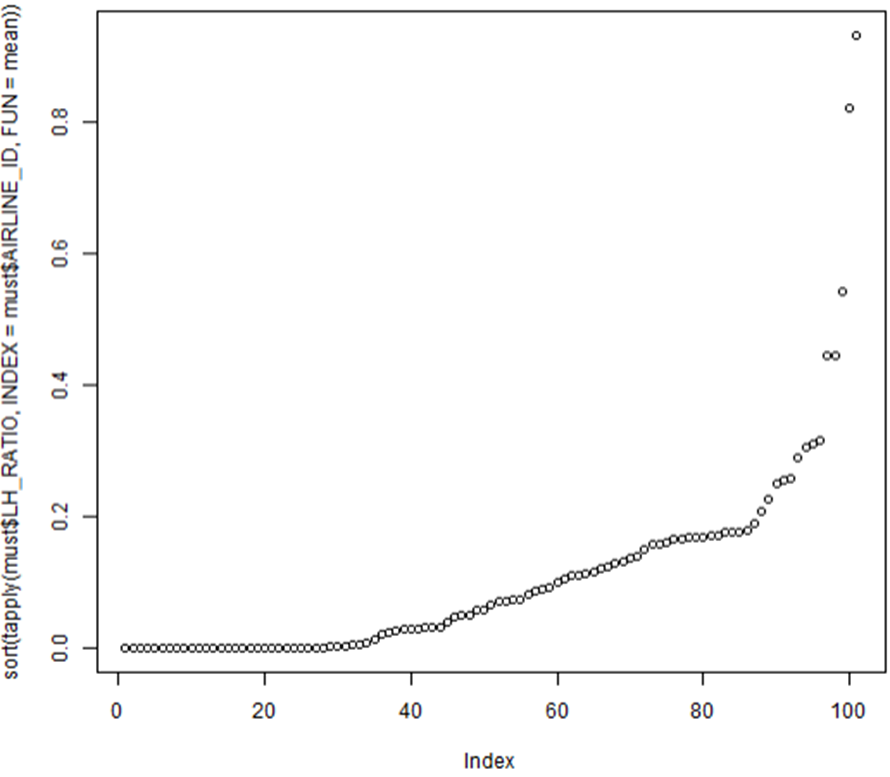 sort(tapply(must$LH_RATIO, INDEX = must$AIRLINE_ID, FUN = mean))
0.8
0.6
0.4
0.2
0.0
0 20 40 60 80 100
Index